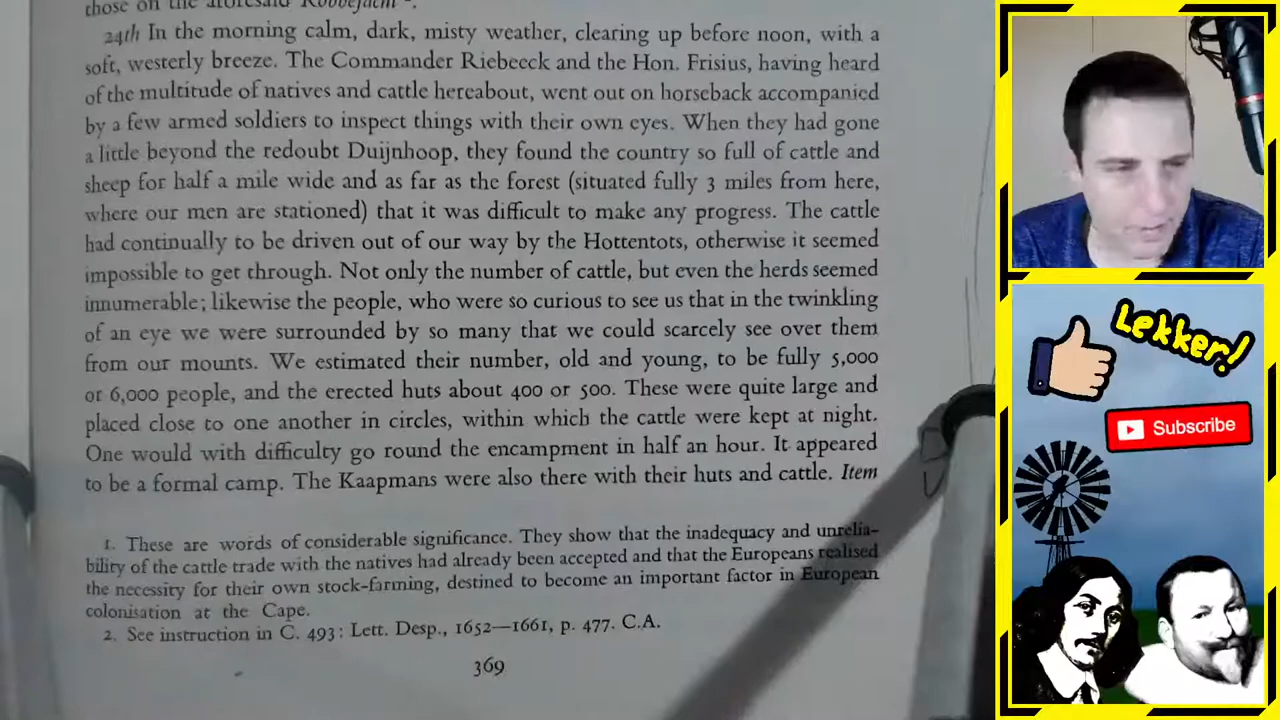 those on the aforesaid Robbejacht ².
24th In the morning calm, dark, misty weather, clearing up before noon, with a
soft, westerly breeze. The Commander Riebeeck and the Hon. Frisius, having heard
of the multitude of natives and cattle hereabout, went out on horseback accompanied
by a few armed soldiers to inspect things with their own eyes. When they had gone
a little beyond the redoubt Duijnhoop, they found the country so full of cattle and
sheep for half a mile wide and as far as the forest (situated fully 3 miles from here,
where our men are stationed) that it was difficult to make any progress. The cattle
had continually to be driven out of our way by the Hottentots, otherwise it seemed
impossible to get through. Not only the number of cattle, but even the herds seemed
innumerable; likewise the people, who were so curious to see us that in the twinkling
of an eye we were surrounded by so many that we could scarcely see over them
from our mounts. We estimated their number, old and young, to be fully 5,000
or 6,000 people, and the erected huts about 400 or 500. These were quite large and
placed close to one another in circles, within which the cattle were kept at night.
One would with difficulty go round the encampment in half an hour. It appeared
to be a formal camp. The Kaapmans were also there with their huts and cattle. Item
1. These are words of considerable significance. They show that the inadequacy and unrelia-
bility of the cattle trade with the natives had already been accepted and that the Europeans realised
the necessity for their own stock-farming, destined to become an important factor in European
colonisation at the Cape.
2. See instruction in C. 493: Lett. Desp., 1652—1661, p. 477. C.A.
369
Lekker!
Subscribe